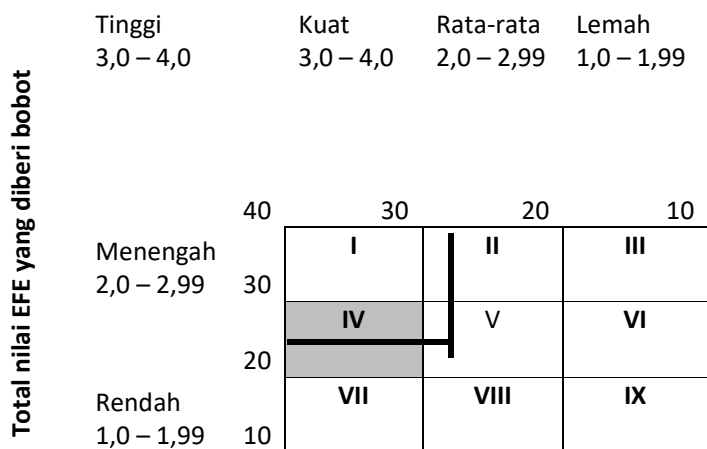 Total nilai EFE yang diberi bobot
Tinggi Kuat Rata-rata Lemah
3,0 – 4,0 3,0 – 4,0 2,0 – 2,99 1,0 – 1,99
40 30 20 10
Menengah I II III
2,0 – 2,99 30
IV V VI
20
Rendah VII VIII IX
1,0 – 1,99 10